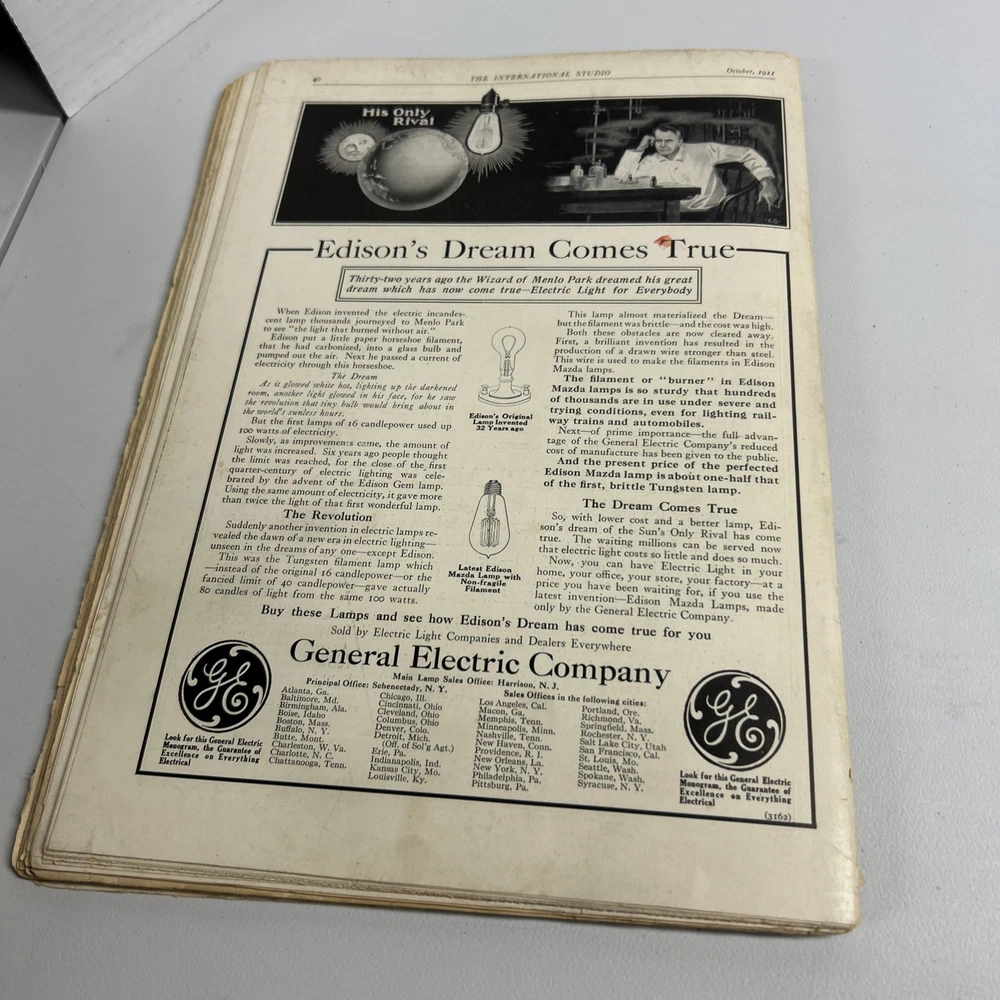 40
THE INTERNATIONAL STUDIO
October, 1911
His Only
Rival
Edison's Dream Comes True
Thirty-two years ago the Wizard of Menlo Park dreamed his great
dream which has now come true—Electric Light for Everybody
When Edison invented the electric incandes-
cent lamp thousands journeyed to Menlo Park
to see "the light that burned without air."
Edison put a little paper horseshoe filament,
that he had carbonized, into a glass bulb and
pumped out the air. Next he passed a current of
electricity through this horseshoe.
The Dream
As it glowed white hot, lighting up the darkened
room, another light glowed in his face, for he saw
the revolution that tiny bulb would bring about in
the world's sunless hours.
But the first lamps of 16 candlepower used up
100 watts of electricity.
Slowly, as improvements came, the amount of
light was increased. Six years ago people thought
the limit was reached, for the close of the first
quarter-century of electric lighting was cele-
brated by the advent of the Edison Gem lamp.
Using the same amount of electricity, it gave more
than twice the light of that first wonderful lamp.
The Revolution
Suddenly another invention in electric lamps re-
vealed the dawn of a new era in electric lighting—
unseen in the dreams of any one—except Edison.
This was the Tungsten filament lamp which
—instead of the original 16 candlepower—or the
fancied limit of 40 candlepower—gave actually
80 candles of light from the same 100 watts.
Edison's Original
Lamp Invented
32 Years ago
Latest Edison
Mazda Lamp with
Non-fragile
Filament
This lamp almost materialized the Dream—
but the filament was brittle—and the cost was high.
Both these obstacles are now cleared away.
First, a brilliant invention has resulted in the
production of a drawn wire stronger than steel.
This wire is used to make the filaments in Edison
Mazda lamps.
The filament or "burner" in Edison
Mazda lamps is so sturdy that hundreds
of thousands are in use under severe and
trying conditions, even for lighting rail-
way trains and automobiles.
Next—of prime importance—the full advan-
tage of the General Electric Company's reduced
cost of manufacture has been given to the public.
And the present price of the perfected
Edison Mazda lamp is about one-half that
of the first, brittle Tungsten lamp.
The Dream Comes True
So, with lower cost and a better lamp, Edi-
son's dream of the Sun's Only Rival has come
true. The waiting millions can be served now
that electric light costs so little and does so much.
Now, you can have Electric Light in your
home, your office, your store, your factory—at a
price you have been waiting for, if you use the
latest invention—Edison Mazda Lamps, made
only by the General Electric Company.
Buy these Lamps and see how Edison's Dream has come true for you
Sold by Electric Light Companies and Dealers Everywhere
General Electric Company
Main Lamp Sales Office: Harrison, N. J.
Principal Office: Schenectady, N. Y.
Sales Offices in the following cities:
Atlanta, Ga.
Baltimore, Md.
Birmingham, Ala.
Boise, Idaho
Boston, Mass.
Buffalo, N. Y.
Butte, Mont.
Charleston, W. Va.
Charlotte, N. C.
Chattanooga, Tenn.
Chicago, Ill.
Cincinnati, Ohio
Cleveland, Ohio
Columbus, Ohio
Denver, Colo.
Detroit, Mich.
(Off. of Sol'g Agt.)
Erie, Pa.
Indianapolis, Ind.
Kansas City, Mo.
Louisville, Ky.
Los Angeles, Cal.
Macon, Ga.
Memphis, Tenn.
Minneapolis, Minn.
Nashville, Tenn.
New Haven, Conn.
Providence, R. I.
New Orleans, La.
New York, N. Y.
Philadelphia, Pa.
Pittsburg, Pa.
Portland, Ore.
Richmond, Va.
Springfield, Mass.
Rochester, N. Y.
Salt Lake City, Utah
San Francisco, Cal.
St. Louis, Mo.
Seattle, Wash.
Spokane, Wash.
Syracuse, N. Y.
GE
Look for this General Electric
Monogram, the Guarantee of
Excellence on Everything
Electrical
GE
Look for this General Electric
Monogram, the Guarantee of
Excellence on Everything
Electrical
(3162)